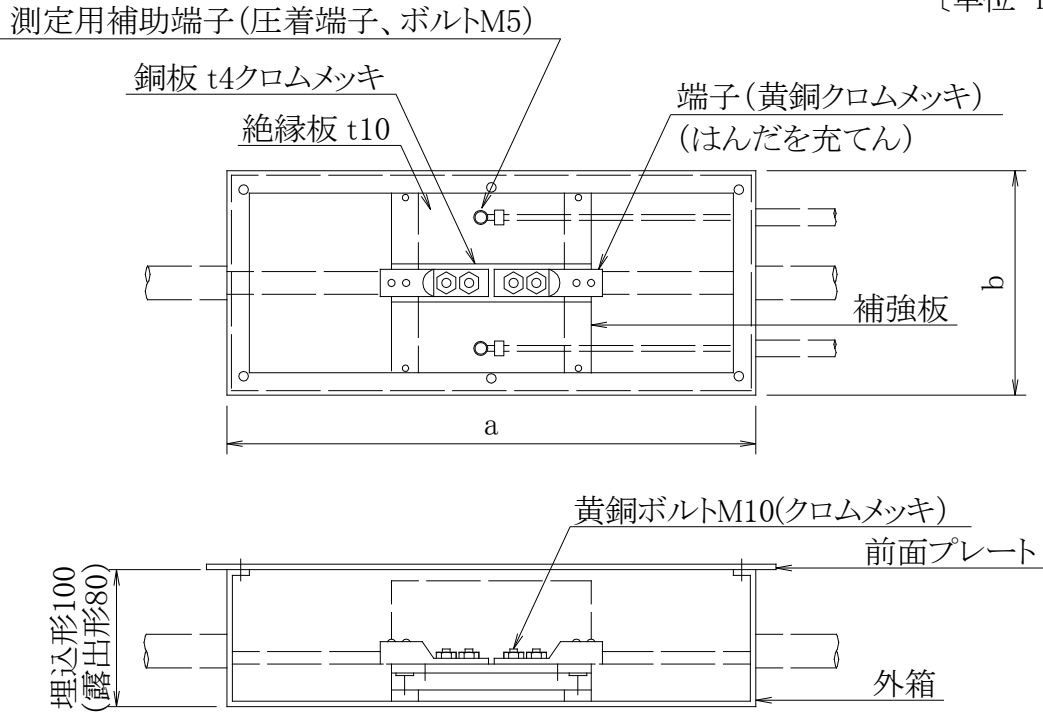 〔単位
測定用補助端子(圧着端子、ボルトM5)
銅板 t4クロムメッキ
絶縁板 t10
端子(黄銅クロムメッキ)
(はんだを充てん)
補強板
b
a
黄銅ボルトM10(クロムメッキ)
前面プレート
埋込形100
(露出形80)
外箱